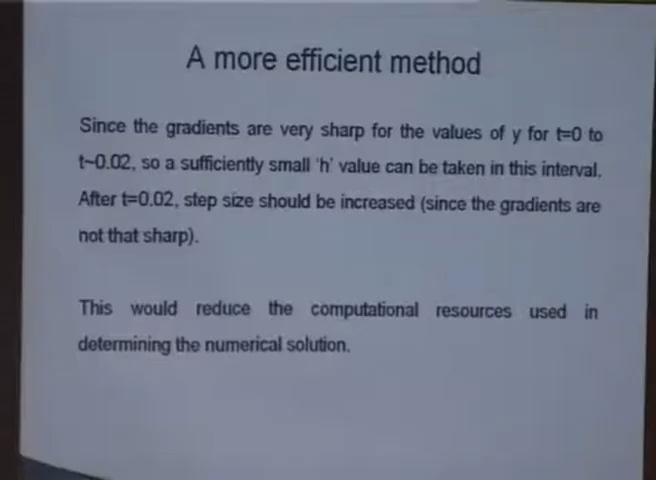 A more efficient method
Since the gradients are very sharp for the values of y for t=0 to
t~0.02, so a sufficiently small 'h' value can be taken in this interval.
After t=0.02, step size should be increased (since the gradients are
not that sharp).
This would reduce the computational resources used in
determining the numerical solution.